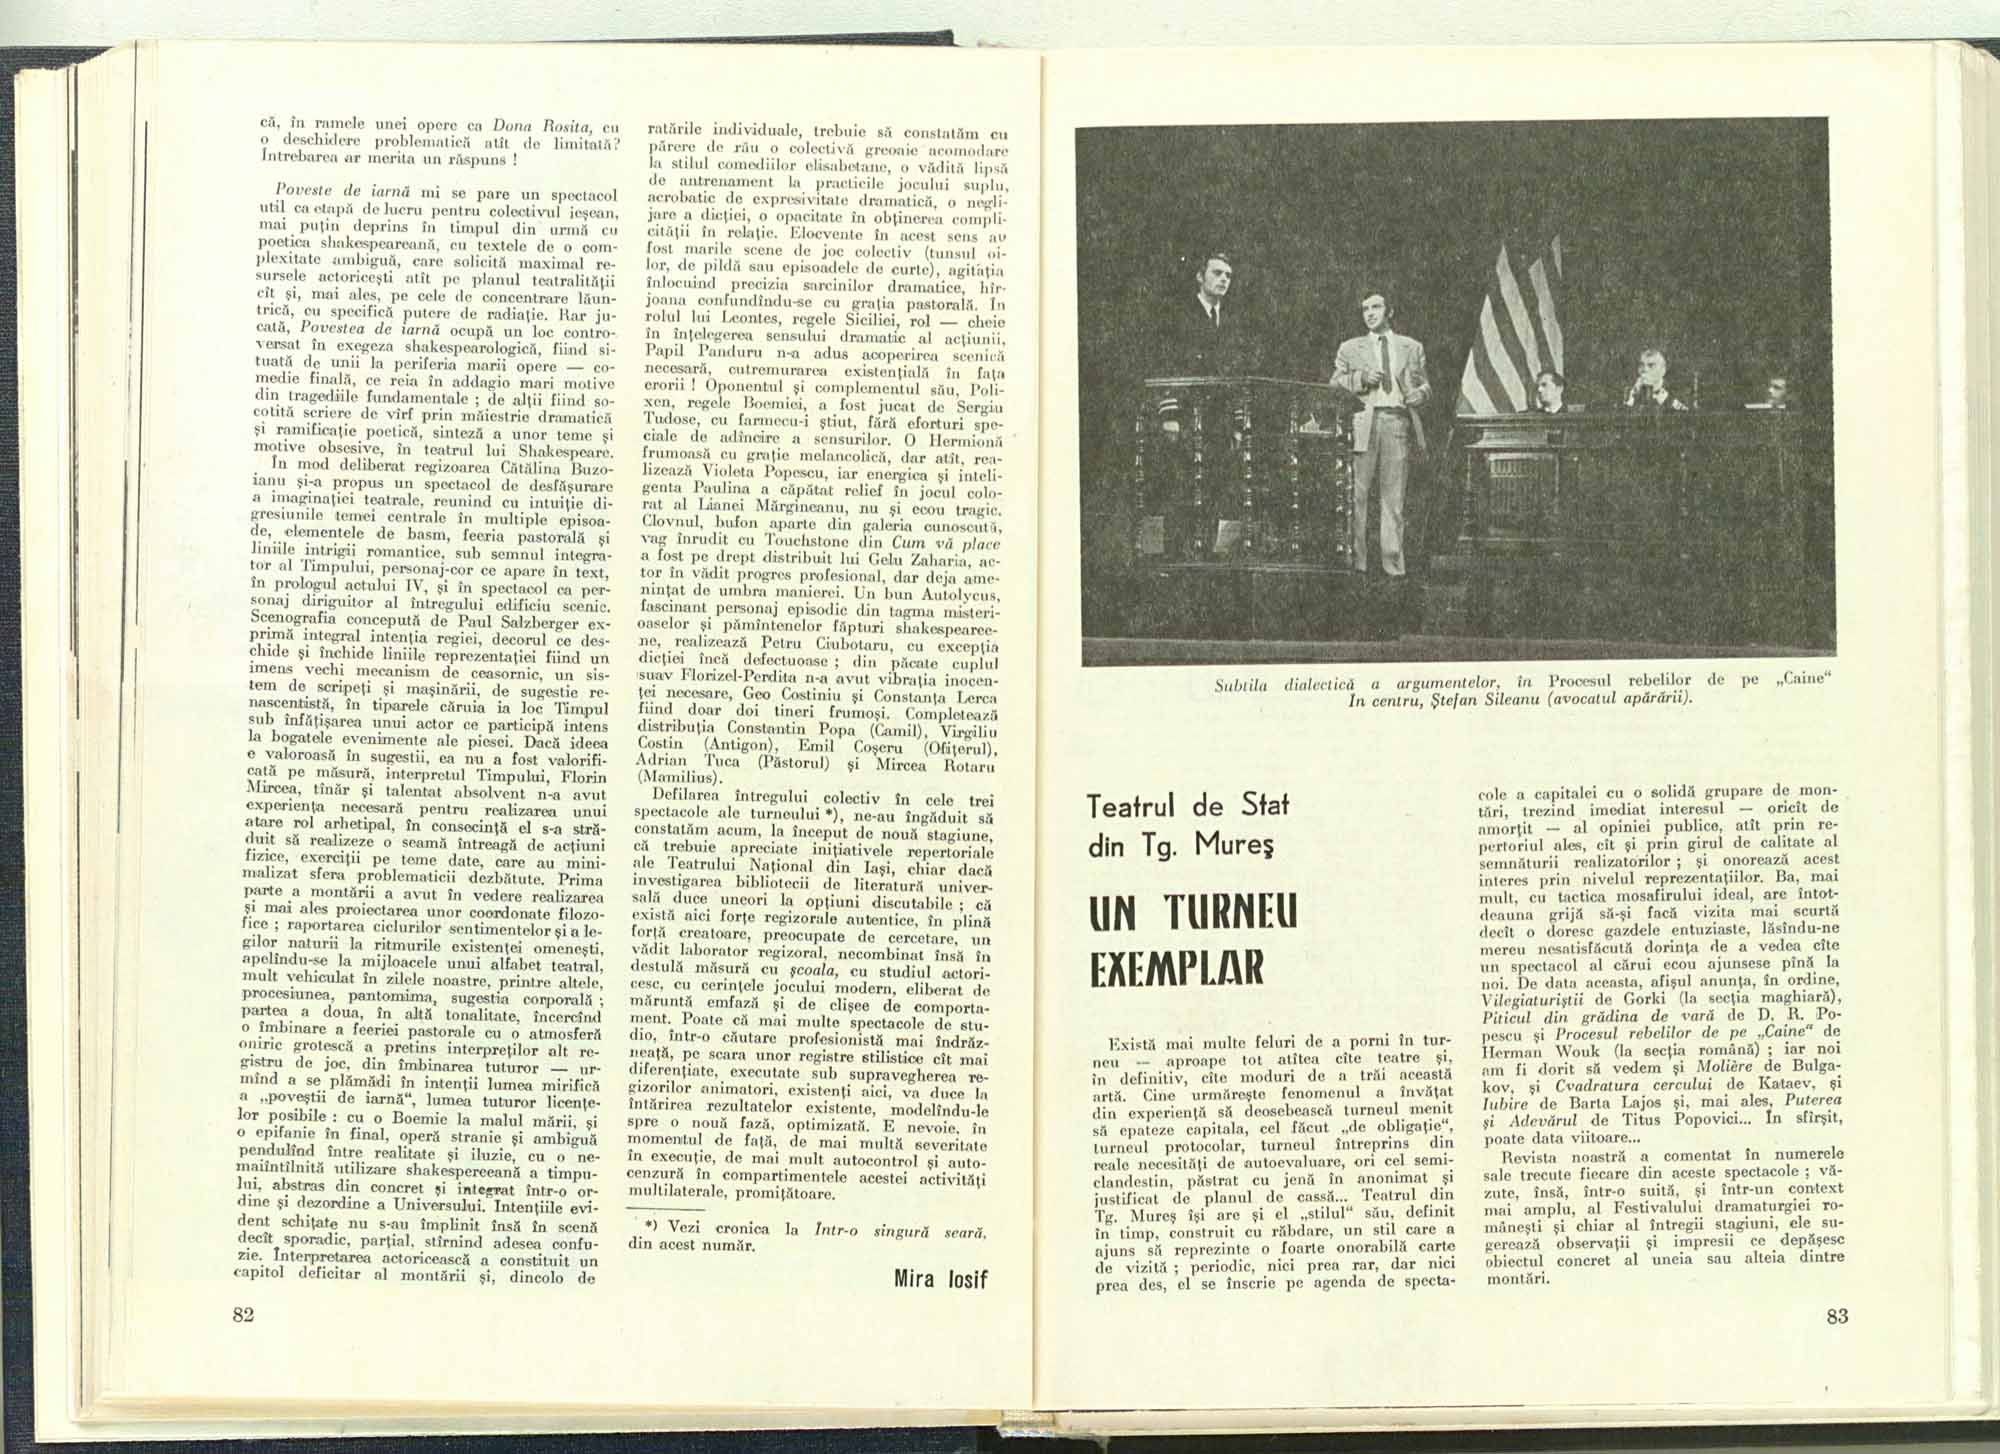 că, în ramele unei opere ca Dona Rosita, cu
o deschidere problematică atît de limitată?
Întrebarea ar merita un răspuns !
Poveste de iarnă mi se pare un spectacol
util ca etapă de lucru pentru colectivul ieșean,
mai puțin deprins în timpul din urmă cu
poetica shakespeareană, cu textele de o com-
plexitate ambiguă, care solicită maximal re-
sursele actoricești atît pe planul teatralității
cît și, mai ales, pe cele de concentrare lăun-
trică, cu specifică putere de radiație. Rar ju-
cată, Povestea de iarnă ocupă un loc contro-
versat în exegeza shakespearologică, fiind si-
tuată de unii la periferia marii opere — co-
medie finală, ce reia în addagio mari motive
din tragediile fundamentale ; de alții fiind so-
cotită scriere de vîrf prin măiestrie dramatică
și ramificație poetică, sinteză a unor teme și
motive obsesive, în teatrul lui Shakespeare.
În mod deliberat regizoarea Cătălina Buzo-
ianu și-a propus un spectacol de desfășurare
a imaginației teatrale, reunind cu intuiție di-
gresiunile temei centrale în multiple episoa-
de, elementele de basm, feeria pastorală și
liniile intrigii romantice, sub semnul integra-
tor al Timpului, personaj-cor ce apare în text,
în prologul actului IV, și în spectacol ca per-
sonaj diriguitor al întregului edificiu scenic.
Scenografia concepută de Paul Salzberger ex-
primă integral intenția regiei, decorul ce des-
chide și închide liniile reprezentației fiind un
imens vechi mecanism de ceasornic, un sis-
tem de scripeți și mașinării, de sugestie re-
nascentistă, în tiparele căruia ia loc Timpul
sub înfățișarea unui actor ce participă intens
la bogatele evenimente ale piesei. Dacă ideea
e valoroasă în sugestii, ea nu a fost valorifi-
cată pe măsură, interpretul Timpului, Florin
Mircea, tînăr și talentat absolvent n-a avut
experiența necesară pentru realizarea unui
atare rol arhetipal, în consecință el s-a stră-
duit să realizeze o seamă întreagă de acțiuni
fizice, exerciții pe teme date, care au mini-
malizat sfera problematicii dezbătute. Prima
parte a montării a avut în vedere realizarea
și mai ales proiectarea unor coordonate filozo-
fice ; raportarea ciclurilor sentimentelor și a le-
gilor naturii la ritmurile existenței omenești,
apelîndu-se la mijloacele unui alfabet teatral,
mult vehiculat în zilele noastre, printre altele,
procesiunea, pantomima, sugestia corporală ;
partea a doua, în altă tonalitate, încercînd
o îmbinare a feeriei pastorale cu o atmosferă
oniric grotescă a pretins interpreților alt re-
gistru de joc, din îmbinarea tuturor — ur-
mînd a se plămădi în intenții lumea mirifică
a „poveștii de iarnă“, lumea tuturor licențe-
lor posibile : cu o Boemie la malul mării, și
o epifanie în final, operă stranie și ambiguă
pendulînd între realitate și iluzie, cu o ne-
maiîntîlnită utilizare shakespereeană a timpu-
lui, abstras din concret și integrat într-o or-
dine și dezordine a Universului. Intențiile evi-
dent schițate nu s-au împlinit însă în scenă
decît sporadic, parțial, stîrnind adesea confu-
zie. Interpretarea actoricească a constituit un
capitol deficitar al montării și, dincolo de
82
ratările individuale, trebuie să constatăm cu
părere de rău o colectivă greoaie acomodare
la stilul comediilor elisabetane, o vădită lipsă
de antrenament la practicile jocului suplu,
acrobatic de expresivitate dramatică, o negli-
jare a dicției, o opacitate în obținerea compli-
cității în relație. Elocvente în acest sens au
fost marile scene de joc colectiv (tunsul oi-
lor, de pildă sau episoadele de curte), agitația
înlocuind precizia sarcinilor dramatice, hîr-
joana confundîndu-se cu grația pastorală. În
rolul lui Leontes, regele Siciliei, rol — cheie
în înțelegerea sensului dramatic al acțiunii,
Papil Panduru n-a adus acoperirea scenică
necesară, cutremurarea existențială în fața
erorii ! Oponentul și complementul său, Poli-
xen, regele Boemiei, a fost jucat de Sergiu
Tudose, cu farmecu-i știut, fără eforturi spe-
ciale de adîncire a sensurilor. O Hermionă
frumoasă cu grație melancolică, dar atît, rea-
lizează Violeta Popescu, iar energica și inteli-
genta Paulina a căpătat relief în jocul colo-
rat al Lianei Mărgineanu, nu și ecou tragic.
Clovnul, bufon aparte din galeria cunoscută,
vag înrudit cu Touchstone din Cum vă place
a fost pe drept distribuit lui Gelu Zaharia, ac-
tor în vădit progres profesional, dar deja ame-
nințat de umbra manierei. Un bun Autolycus,
fascinant personaj episodic din tagma misteri-
oaselor și pămîntenelor făpturi shakespearee-
ne, realizează Petru Ciubotaru, cu excepția
dicției încă defectuoase ; din păcate cuplul
suav Florizel-Perdita n-a avut vibrația inocen-
ței necesare, Geo Costiniu și Constanța Lerca
fiind doar doi tineri frumoși. Completează
distribuția Constantin Popa (Camil), Virgiliu
Costin (Antigon), Emil Coșeru (Ofițerul),
Adrian Tuca (Păstorul) și Mircea Rotaru
(Mamilius).
Defilarea întregului colectiv în cele trei
spectacole ale turneului *), ne-au îngăduit să
constatăm acum, la început de nouă stagiune,
că trebuie apreciate inițiativele repertoriale
ale Teatrului Național din Iași, chiar dacă
investigarea bibliotecii de literatură univer-
sală duce uneori la opțiuni discutabile ; că
există aici forțe regizorale autentice, în plină
forță creatoare, preocupate de cercetare, un
vădit laborator regizoral, necombinat însă în
destulă măsură cu școala, cu studiul actori-
cesc, cu cerințele jocului modern, eliberat de
măruntă emfază și de clișee de comporta-
ment. Poate că mai multe spectacole de stu-
dio, într-o căutare profesionistă mai îndrăz-
neață, pe scara unor registre stilistice cît mai
diferențiate, executate sub supravegherea re-
gizorilor animatori, existenți aici, va duce la
întărirea rezultatelor existente, modelîndu-le
spre o nouă fază, optimizată. E nevoie, în
momentul de față, de mai multă severitate
în execuție, de mai mult autocontrol și auto-
cenzură în compartimentele acestei activități
multilaterale, promițătoare.
*) Vezi cronica la Într-o singură seară,
din acest număr.
Mira Iosif
Subtila dialectică a argumentelor, în Procesul rebelilor de pe „Caine“
În centru, Ștefan Sileanu (avocatul apărării).
Teatrul de Stat
din Tg. Mureș
UN TURNEU
EXEMPLAR
Există mai multe feluri de a porni în tur-
neu — aproape tot atîtea cîte teatre și,
în definitiv, cîte moduri de a trăi această
artă. Cine urmărește fenomenul a învățat
din experiență să deosebească turneul menit
să epateze capitala, cel făcut „de obligație“,
turneul protocolar, turneul întreprins din
reale necesități de autoevaluare, ori cel semi-
clandestin, păstrat cu jenă în anonimat și
justificat de planul de cassă... Teatrul din
Tg. Mureș își are și el „stilul“ său, definit
în timp, construit cu răbdare, un stil care a
ajuns să reprezinte o foarte onorabilă carte
de vizită ; periodic, nici prea rar, dar nici
prea des, el se înscrie pe agenda de specta-
cole a capitalei cu o solidă grupare de mon-
tări, trezind imediat interesul — oricît de
amorțit — al opiniei publice, atît prin re-
pertoriul ales, cît și prin girul de calitate al
semnăturii realizatorilor ; și onorează acest
interes prin nivelul reprezentațiilor. Ba, mai
mult, cu tactica mosafirului ideal, are întot-
deauna grijă să-și facă vizita mai scurtă
decît o doresc gazdele entuziaste, lăsîndu-ne
mereu nesatisfăcută dorința de a vedea cîte
un spectacol al cărui ecou ajunsese pînă la
noi. De data aceasta, afișul anunța, în ordine,
Vilegiaturiștii de Gorki (la secția maghiară),
Piticul din grădina de vară de D. R. Po-
pescu și Procesul rebelilor de pe „Caine“ de
Herman Wouk (la secția română) ; iar noi
am fi dorit să vedem și Molière de Bulga-
kov, și Cvadratura cercului de Kataev, și
Iubire de Barta Lajos și, mai ales, Puterea
și Adevărul de Titus Popovici... În sfîrșit,
poate data viitoare...
Revista noastră a comentat în numerele
sale trecute fiecare din aceste spectacole ; vă-
zute, însă, într-o suită, și într-un context
mai amplu, al Festivalului dramaturgiei ro-
mânești și chiar al întregii stagiuni, ele su-
gerează observații și impresii ce depășesc
obiectul concret al uneia sau alteia dintre
montări.
83